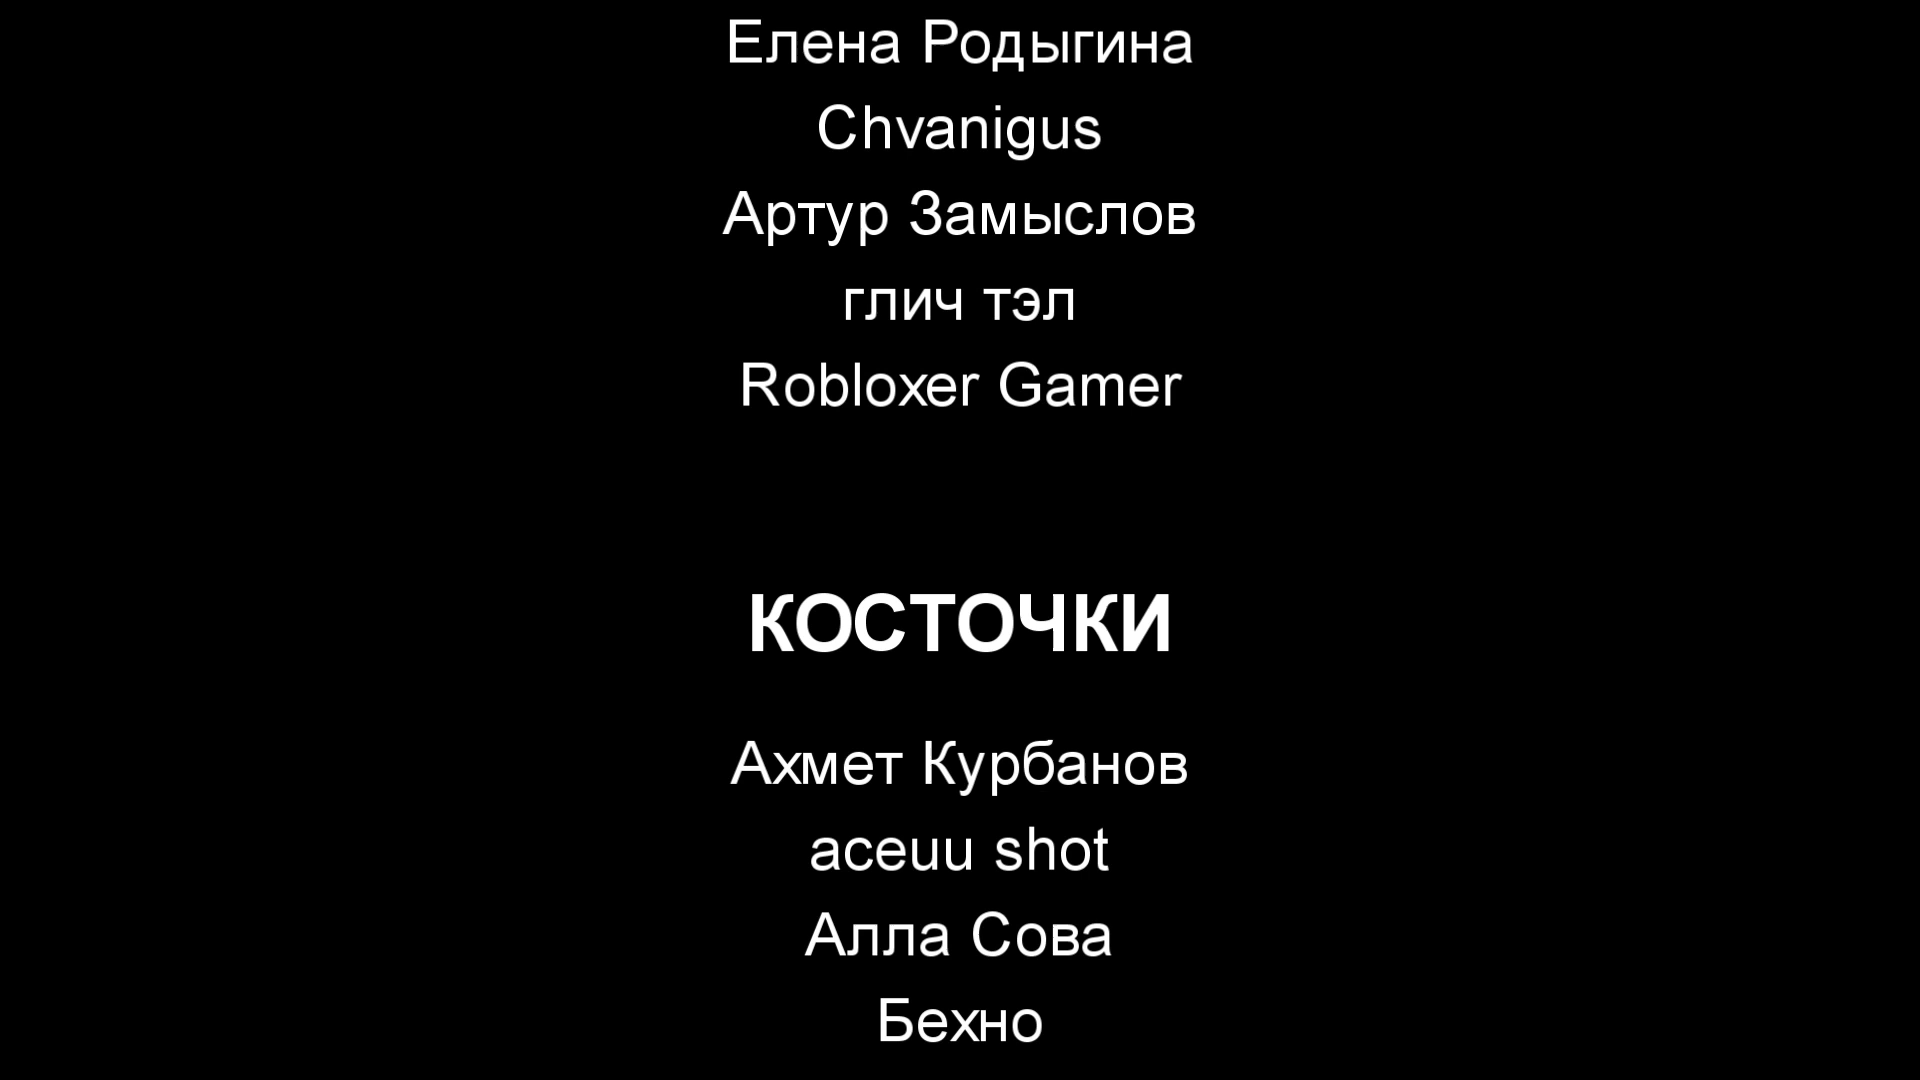 Елена Родыгина
Chvanigus
Артур Замыслов
глич тэл
Robloxer Gamer
КОСТОЧКИ
Ахмет Курбанов
aceuu shot
Алла Сова
Бехно